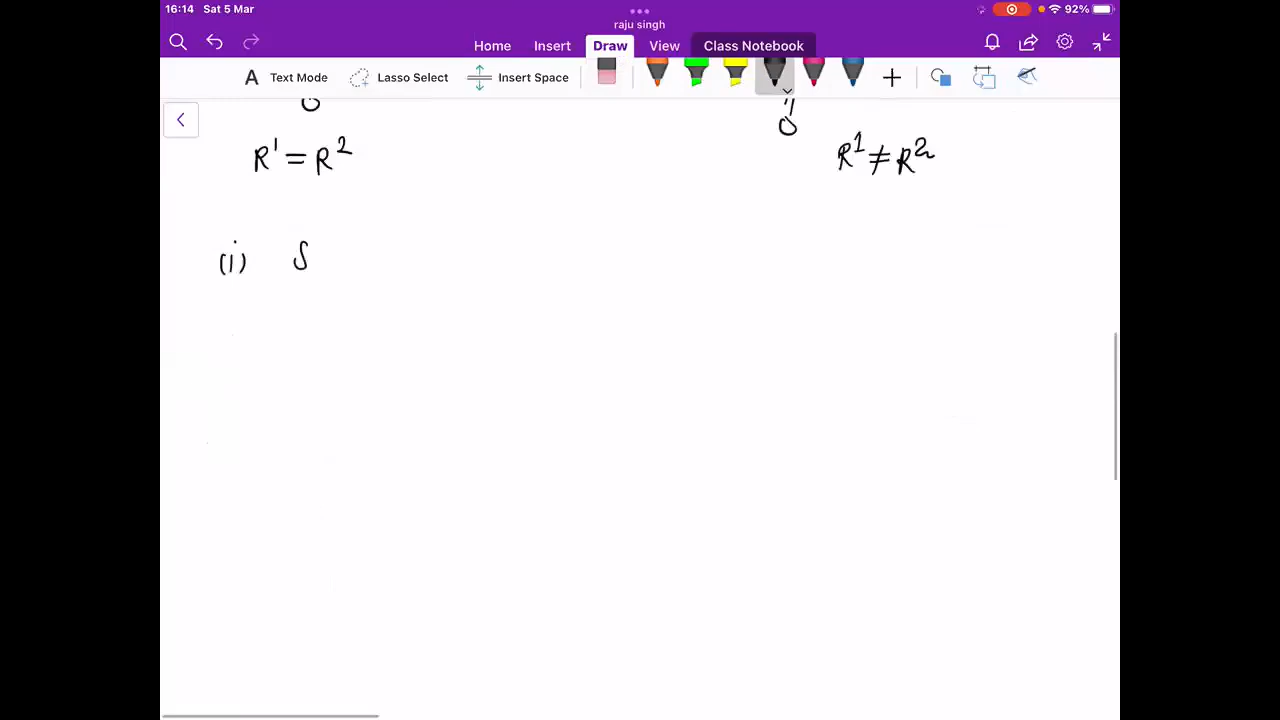 16:14 Sat 5 Mar 92%
raju singh
Home Insert Draw View Class Notebook
A Text Mode Lasso Select Insert Space
O O
R¹ = R² R¹ ≠ R²
(i) S